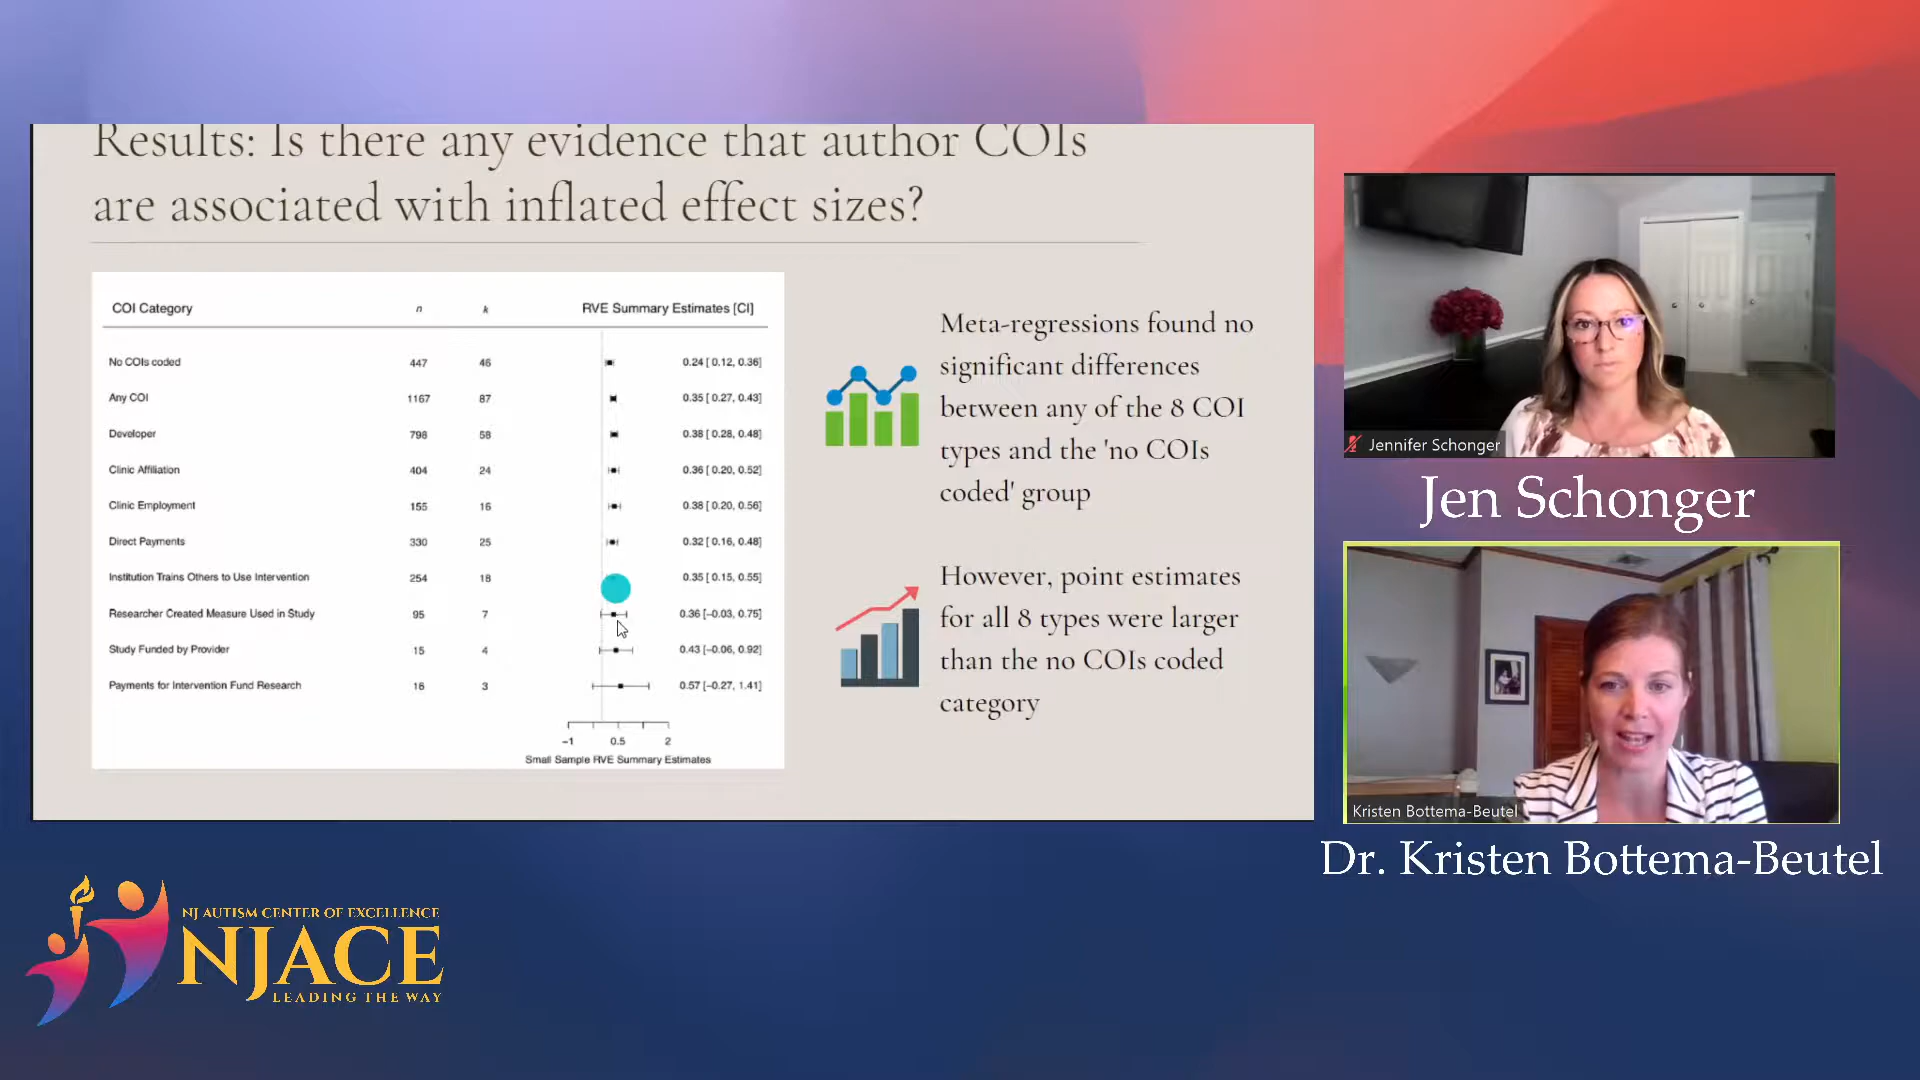 Results: Is there any evidence that author COIs
are associated with inflated effect sizes?
COI Category n k RVE Summary Estimates [CI]
No COIs coded 447 46 0.24 [ 0.12, 0.36]
Any COI 1167 87 0.35 [ 0.27, 0.43]
Developer 798 58 0.38 [ 0.28, 0.48]
Clinic Affiliation 404 24 0.36 [ 0.20, 0.52]
Clinic Employment 155 16 0.38 [ 0.20, 0.56]
Direct Payments 330 25 0.32 [ 0.16, 0.48]
Institution Trains Others to Use Intervention 254 18 0.35 [ 0.15, 0.55]
Researcher Created Measure Used in Study 95 7 0.36 [−0.03, 0.75]
Study Funded by Provider 15 4 0.43 [−0.06, 0.92]
Payments for Intervention Fund Research 16 3 0.57 [−0.27, 1.41]
−1 0.5 2
Small Sample RVE Summary Estimates
Meta-regressions found no
significant differences
between any of the 8 COI
types and the 'no COIs
coded' group
However, point estimates
for all 8 types were larger
than the no COIs coded
category
Jennifer Schonger
Jen Schonger
Kristen Bottema-Beutel
Dr. Kristen Bottema-Beutel
NJ AUTISM CENTER OF EXCELLENCE
NJACE
LEADING THE WAY